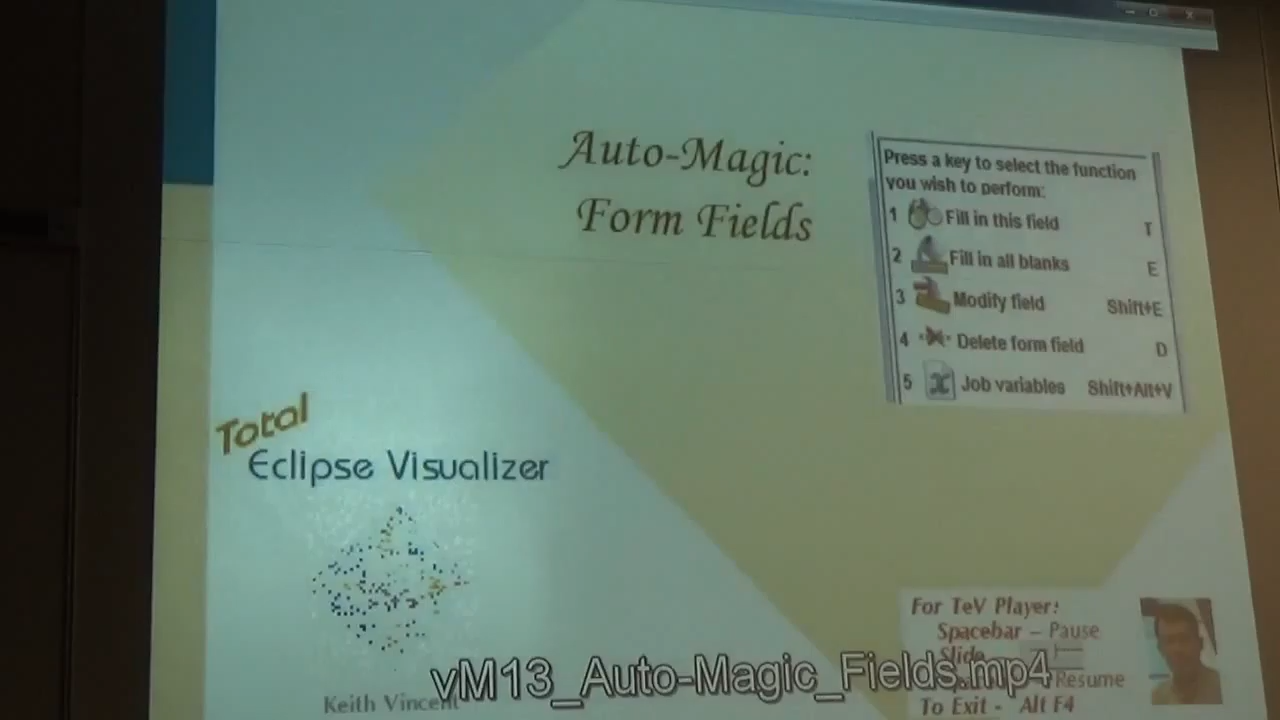 Auto-Magic:
Form Fields
Press a key to select the function
you wish to perform:
1 Fill in this field T
2 Fill in all blanks E
3 Modify field Shift+E
4 Delete form field D
5 Job variables Shift+Alt+V
Total
Eclipse Visualizer
For TeV Player:
Spacebar – Pause
Slide
Resume
To Exit - Alt F4
vM13_Auto-Magic_Fields.mp4
Keith Vincent